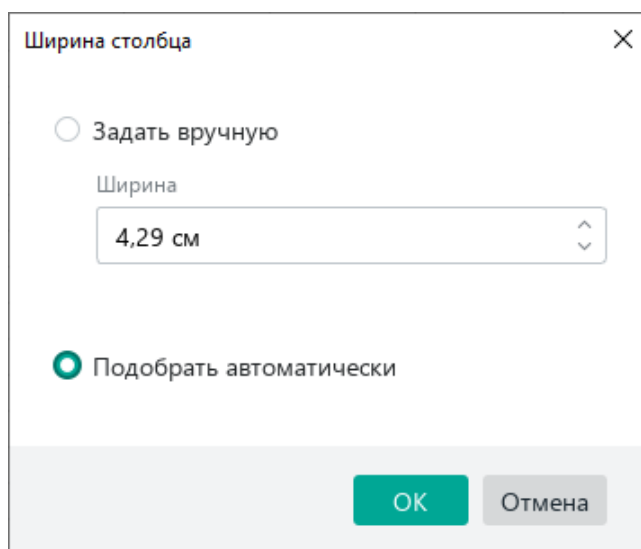 Ширина столбца
Задать вручную
Ширина
4,29 см
Подобрать автоматически
ОК
Отмена